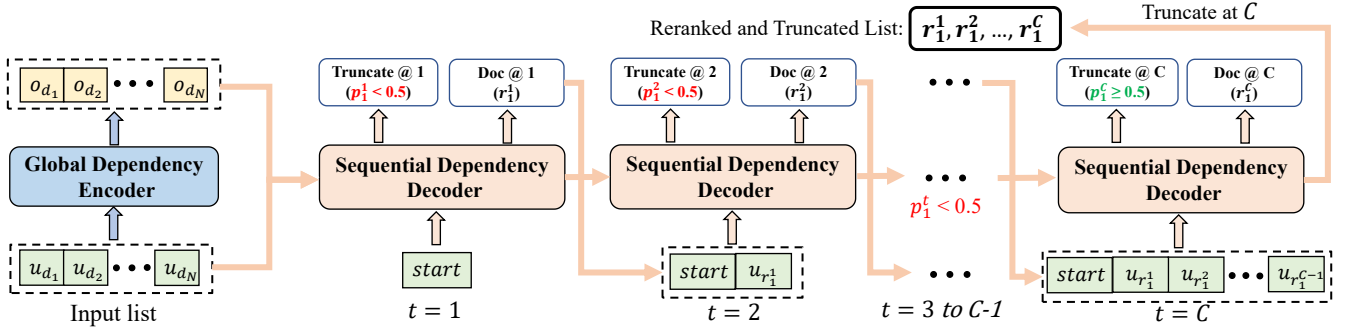 Reranked and Truncated List: r_1^1, r_1^2, ..., r_1^C
Truncate at C
o_{d_1} o_{d_2} ••• o_{d_N}
Truncate @ 1
(p_1^1 < 0.5)
Doc @ 1
(r_1^1)
Truncate @ 2
(p_1^2 < 0.5)
Doc @ 2
(r_1^2)
•••
Truncate @ C
(p_1^C ≥ 0.5)
Doc @ C
(r_1^C)
Global Dependency
Encoder
Sequential Dependency
Decoder
Sequential Dependency
Decoder
•••
p_1^t < 0.5
Sequential Dependency
Decoder
u_{d_1} u_{d_2} ••• u_{d_N}
start
start u_{r_1^1}
•••
start u_{r_1^1} u_{r_1^2} ••• u_{r_1^{C-1}}
Input list
t = 1
t = 2
t = 3 to C-1
t = C